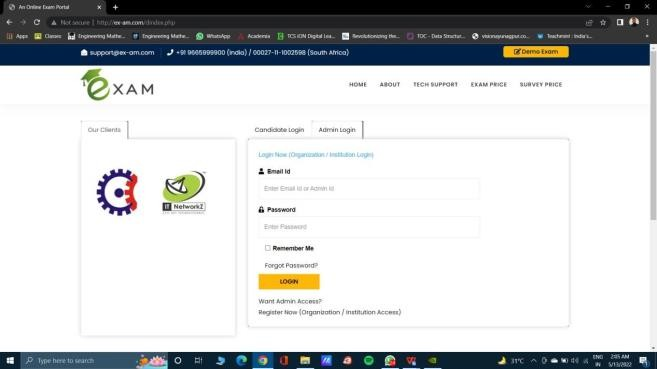 An Online Exam Portal
Not secure | http://ex-am.com/dindex.php
Apps Classes Engineering Mathe... Engineering Mathe... WhatsApp Academia TCS iON Digital Lea... Revolutionizing the... TOC - Data Structur... visionayunagpur.co... Teachmint : India's...
support@ex-am.com +91 9665999900 (India) / 00027-11-1002598 (South Africa) Demo Exam
eXAM
HOME ABOUT TECH SUPPORT EXAM PRICE SURVEY PRICE
Our Clients
Candidate Login Admin Login
Login Now (Organization / Institution Login)
Email Id
Enter Email Id or Admin Id
Password
Enter Password
IT NetworkZ
Remember Me
Forgot Password?
LOGIN
Want Admin Access?
Register Now (Organization / Institution Access)
Type here to search
31°C
ENG
IN
2:05 AM
5/13/2022